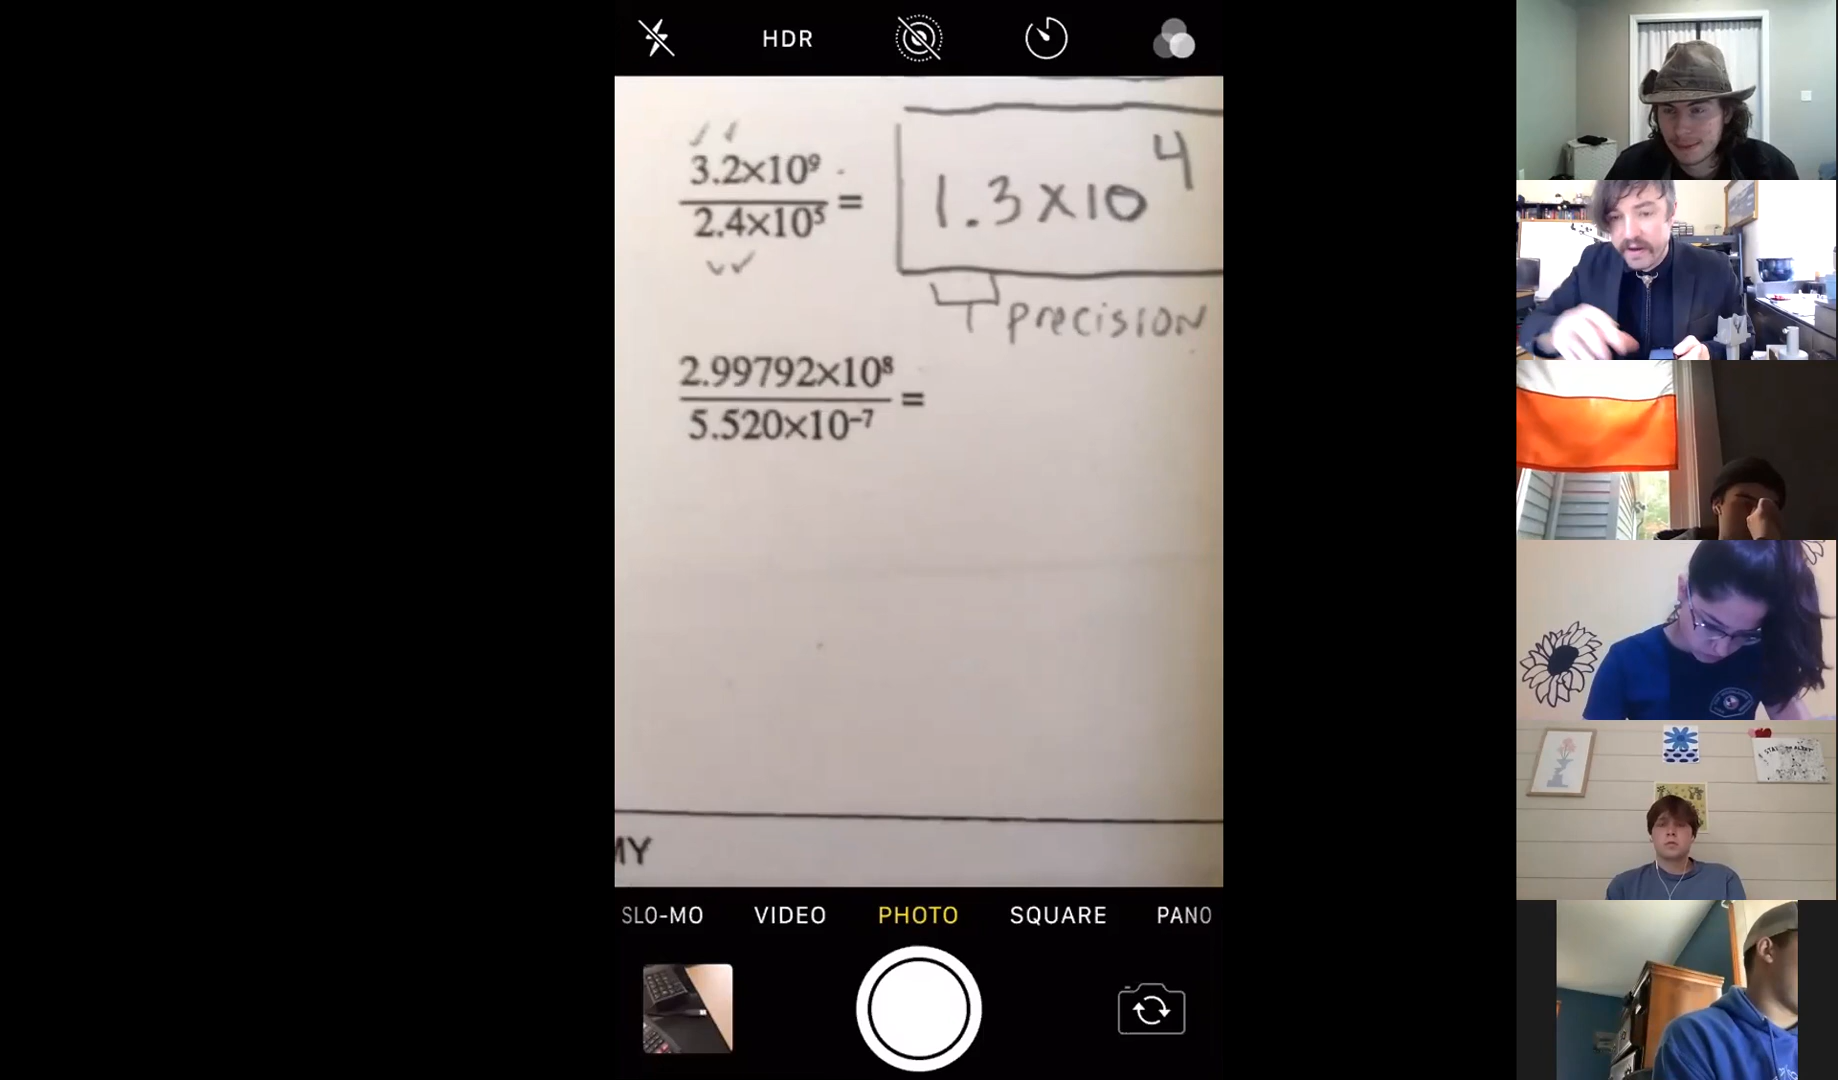 HDR
3.2×10⁹
2.4×10⁵
=
1.3×10⁴
precision
2.99792×10⁸
5.520×10⁻⁷
=
MY
SLO-MO VIDEO PHOTO SQUARE PANO